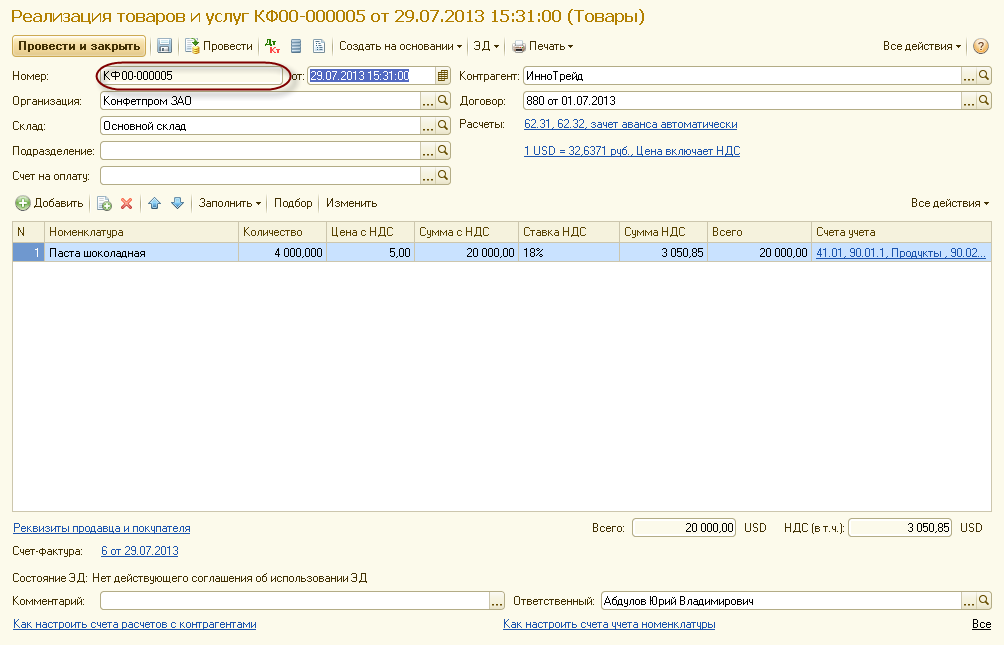 Реализация товаров и услуг КФ00-000005 от 29.07.2013 15:31:00 (Товары)
Провести и закрыть Провести Дт Кт Создать на основании ЭД Печать Все действия ?
Номер: КФ00-000005 от: 29.07.2013 15:31:00 Контрагент: ИнноТрейд ...
Организация: Конфетпром ЗАО ... Договор: 880 от 01.07.2013 ...
Склад: Основной склад ... Расчеты: 62.31, 62.32, зачет аванса автоматически
Подразделение: ... 1 USD = 32,6371 руб., Цена включает НДС
Счет на оплату: ...
Добавить Заполнить Подбор Изменить Все действия
N Номенклатура Количество Цена с НДС Сумма с НДС Ставка НДС Сумма НДС Всего Счета учета
1 Паста шоколадная 4 000,000 5,00 20 000,00 18% 3 050,85 20 000,00 41.01, 90.01.1, Продукты , 90.02...
Реквизиты продавца и покупателя Всего: 20 000,00 USD НДС (в т.ч.): 3 050,85 USD
Счет-фактура: 6 от 29.07.2013
Состояние ЭД: Нет действующего соглашения об использовании ЭД
Комментарий: ... Ответственный: Абдулов Юрий Владимирович ...
Как настроить счета расчетов с контрагентами Как настроить счета учета номенклатуры Все